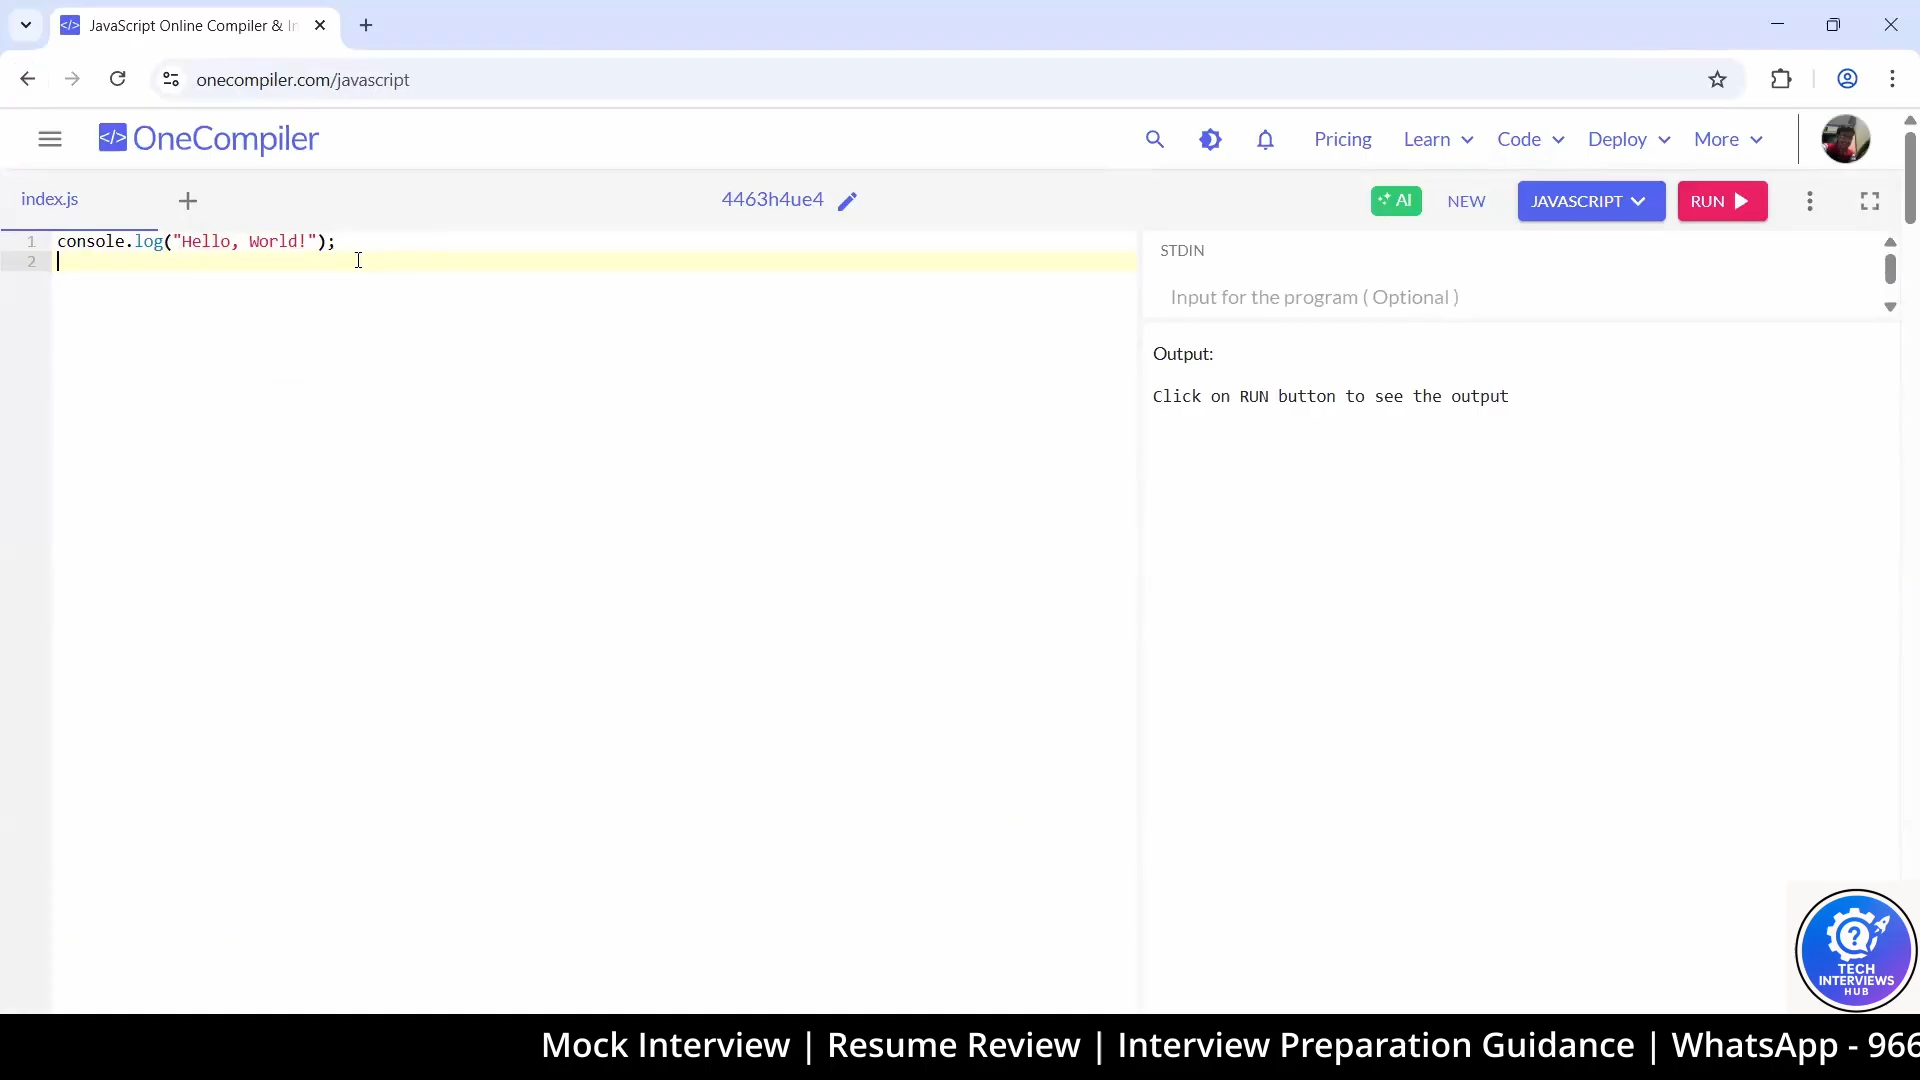 JavaScript Online Compiler & In
onecompiler.com/javascript
</> OneCompiler
Pricing
Learn
Code
Deploy
More
index.js
4463h4ue4
AI
NEW
JAVASCRIPT
RUN
1 console.log("Hello, World!");
2
STDIN
Input for the program ( Optional )
Output:
Click on RUN button to see the output
TECH
INTERVIEWS
HUB
Mock Interview | Resume Review | Interview Preparation Guidance | WhatsApp - 966